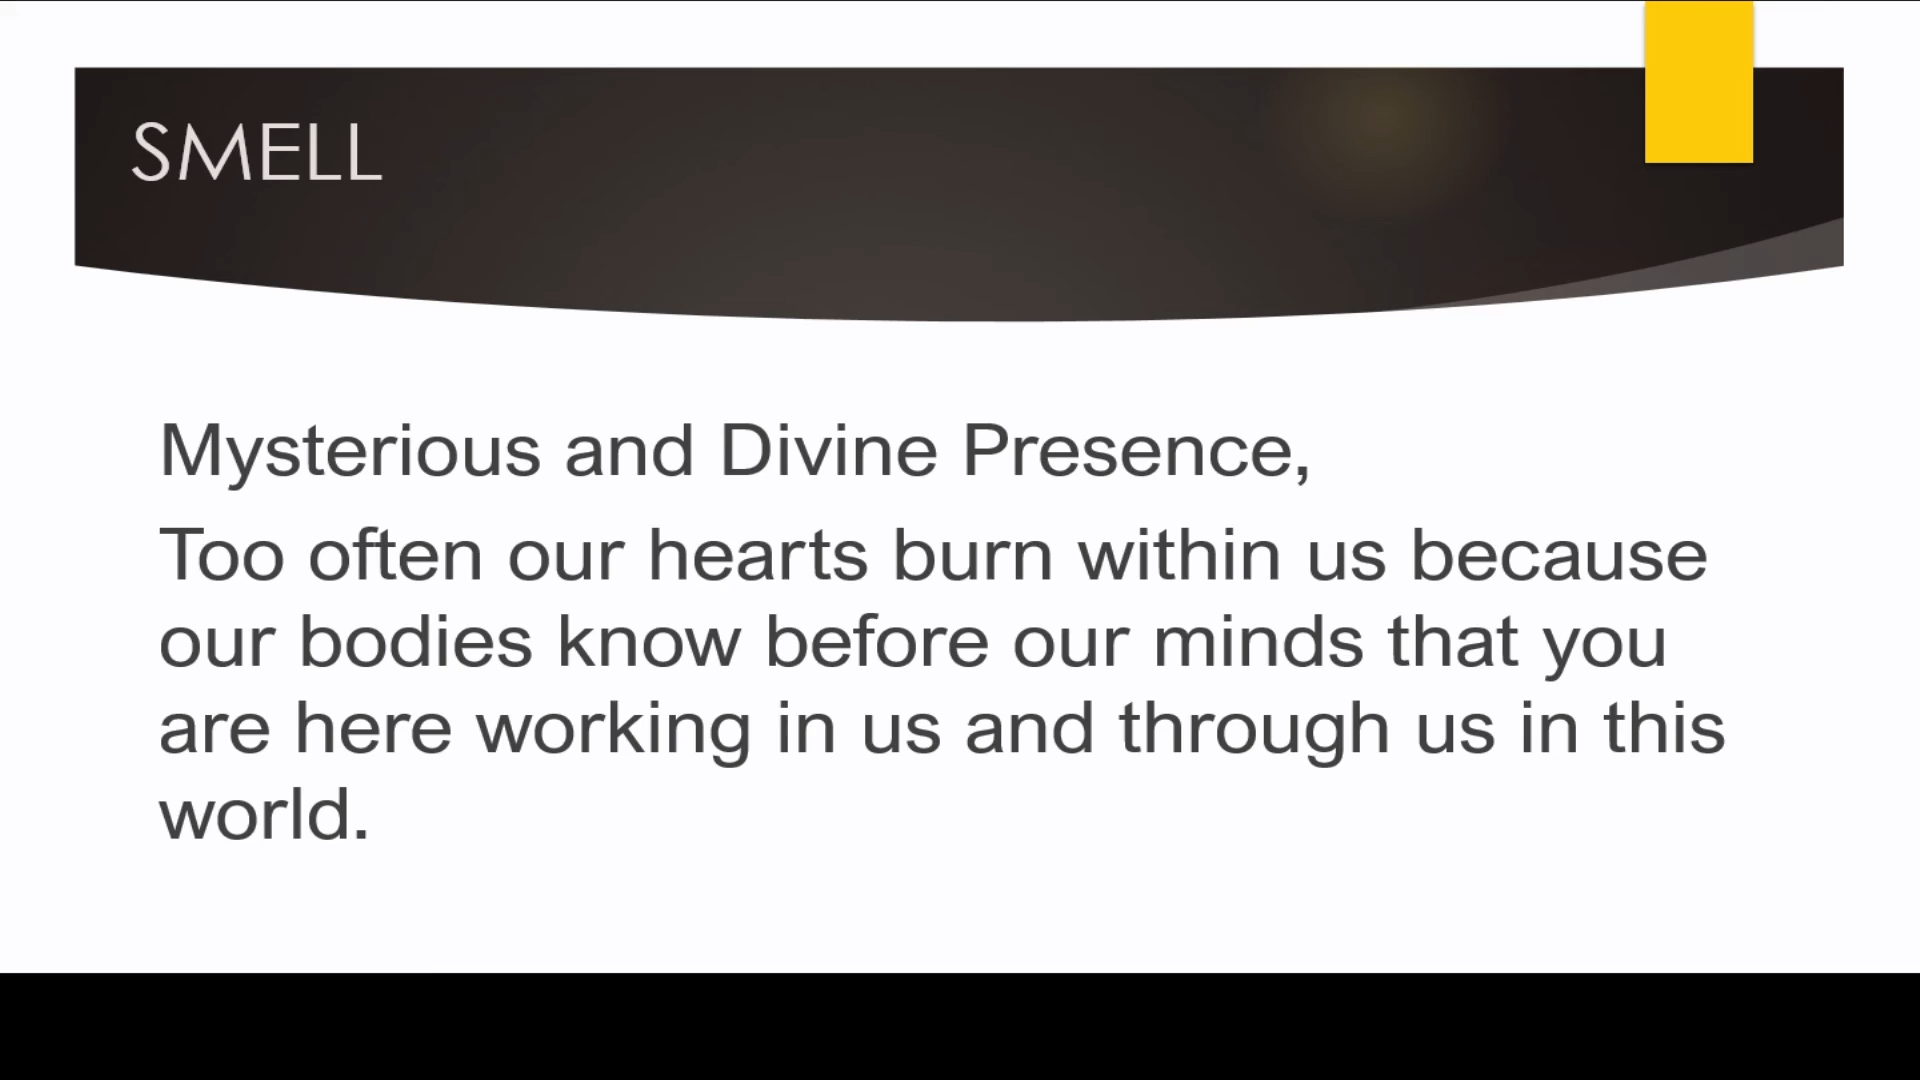 SMELL
Mysterious and Divine Presence,
Too often our hearts burn within us because
our bodies know before our minds that you
are here working in us and through us in this
world.